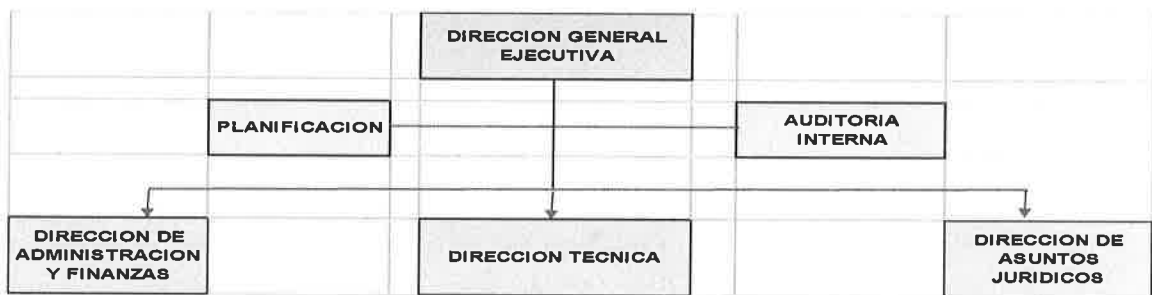 DIRECCION GENERAL
EJECUTIVA
PLANIFICACION
AUDITORIA
INTERNA
DIRECCION DE
ADMINISTRACION
Y FINANZAS
DIRECCION TECNICA
DIRECCION DE
ASUNTOS
JURIDICOS